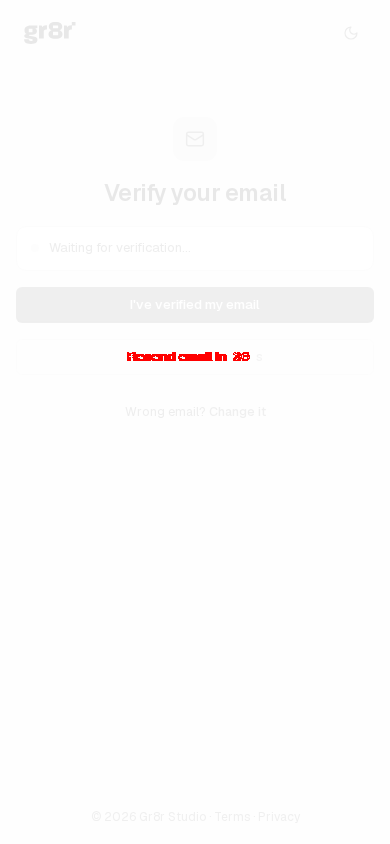 gr8r
Verify your email
Waiting for verification...
I've verified my email
Resend email in
Wrong email? Change it
© 2026 Gr8r Studio · Terms · Privacy